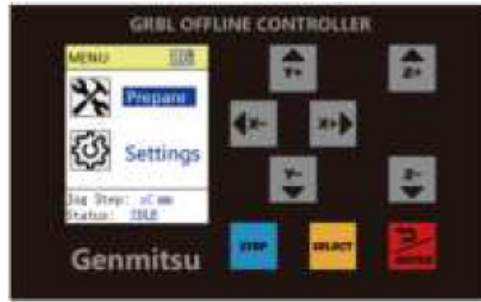 GRBL OFFLINE CONTROLLER
MENU
Prepare
Settings
Jog Step:
Status: IDLE
Y+
Z+
X-
X+
Y-
Z-
STEP
SELECT
Genmitsu